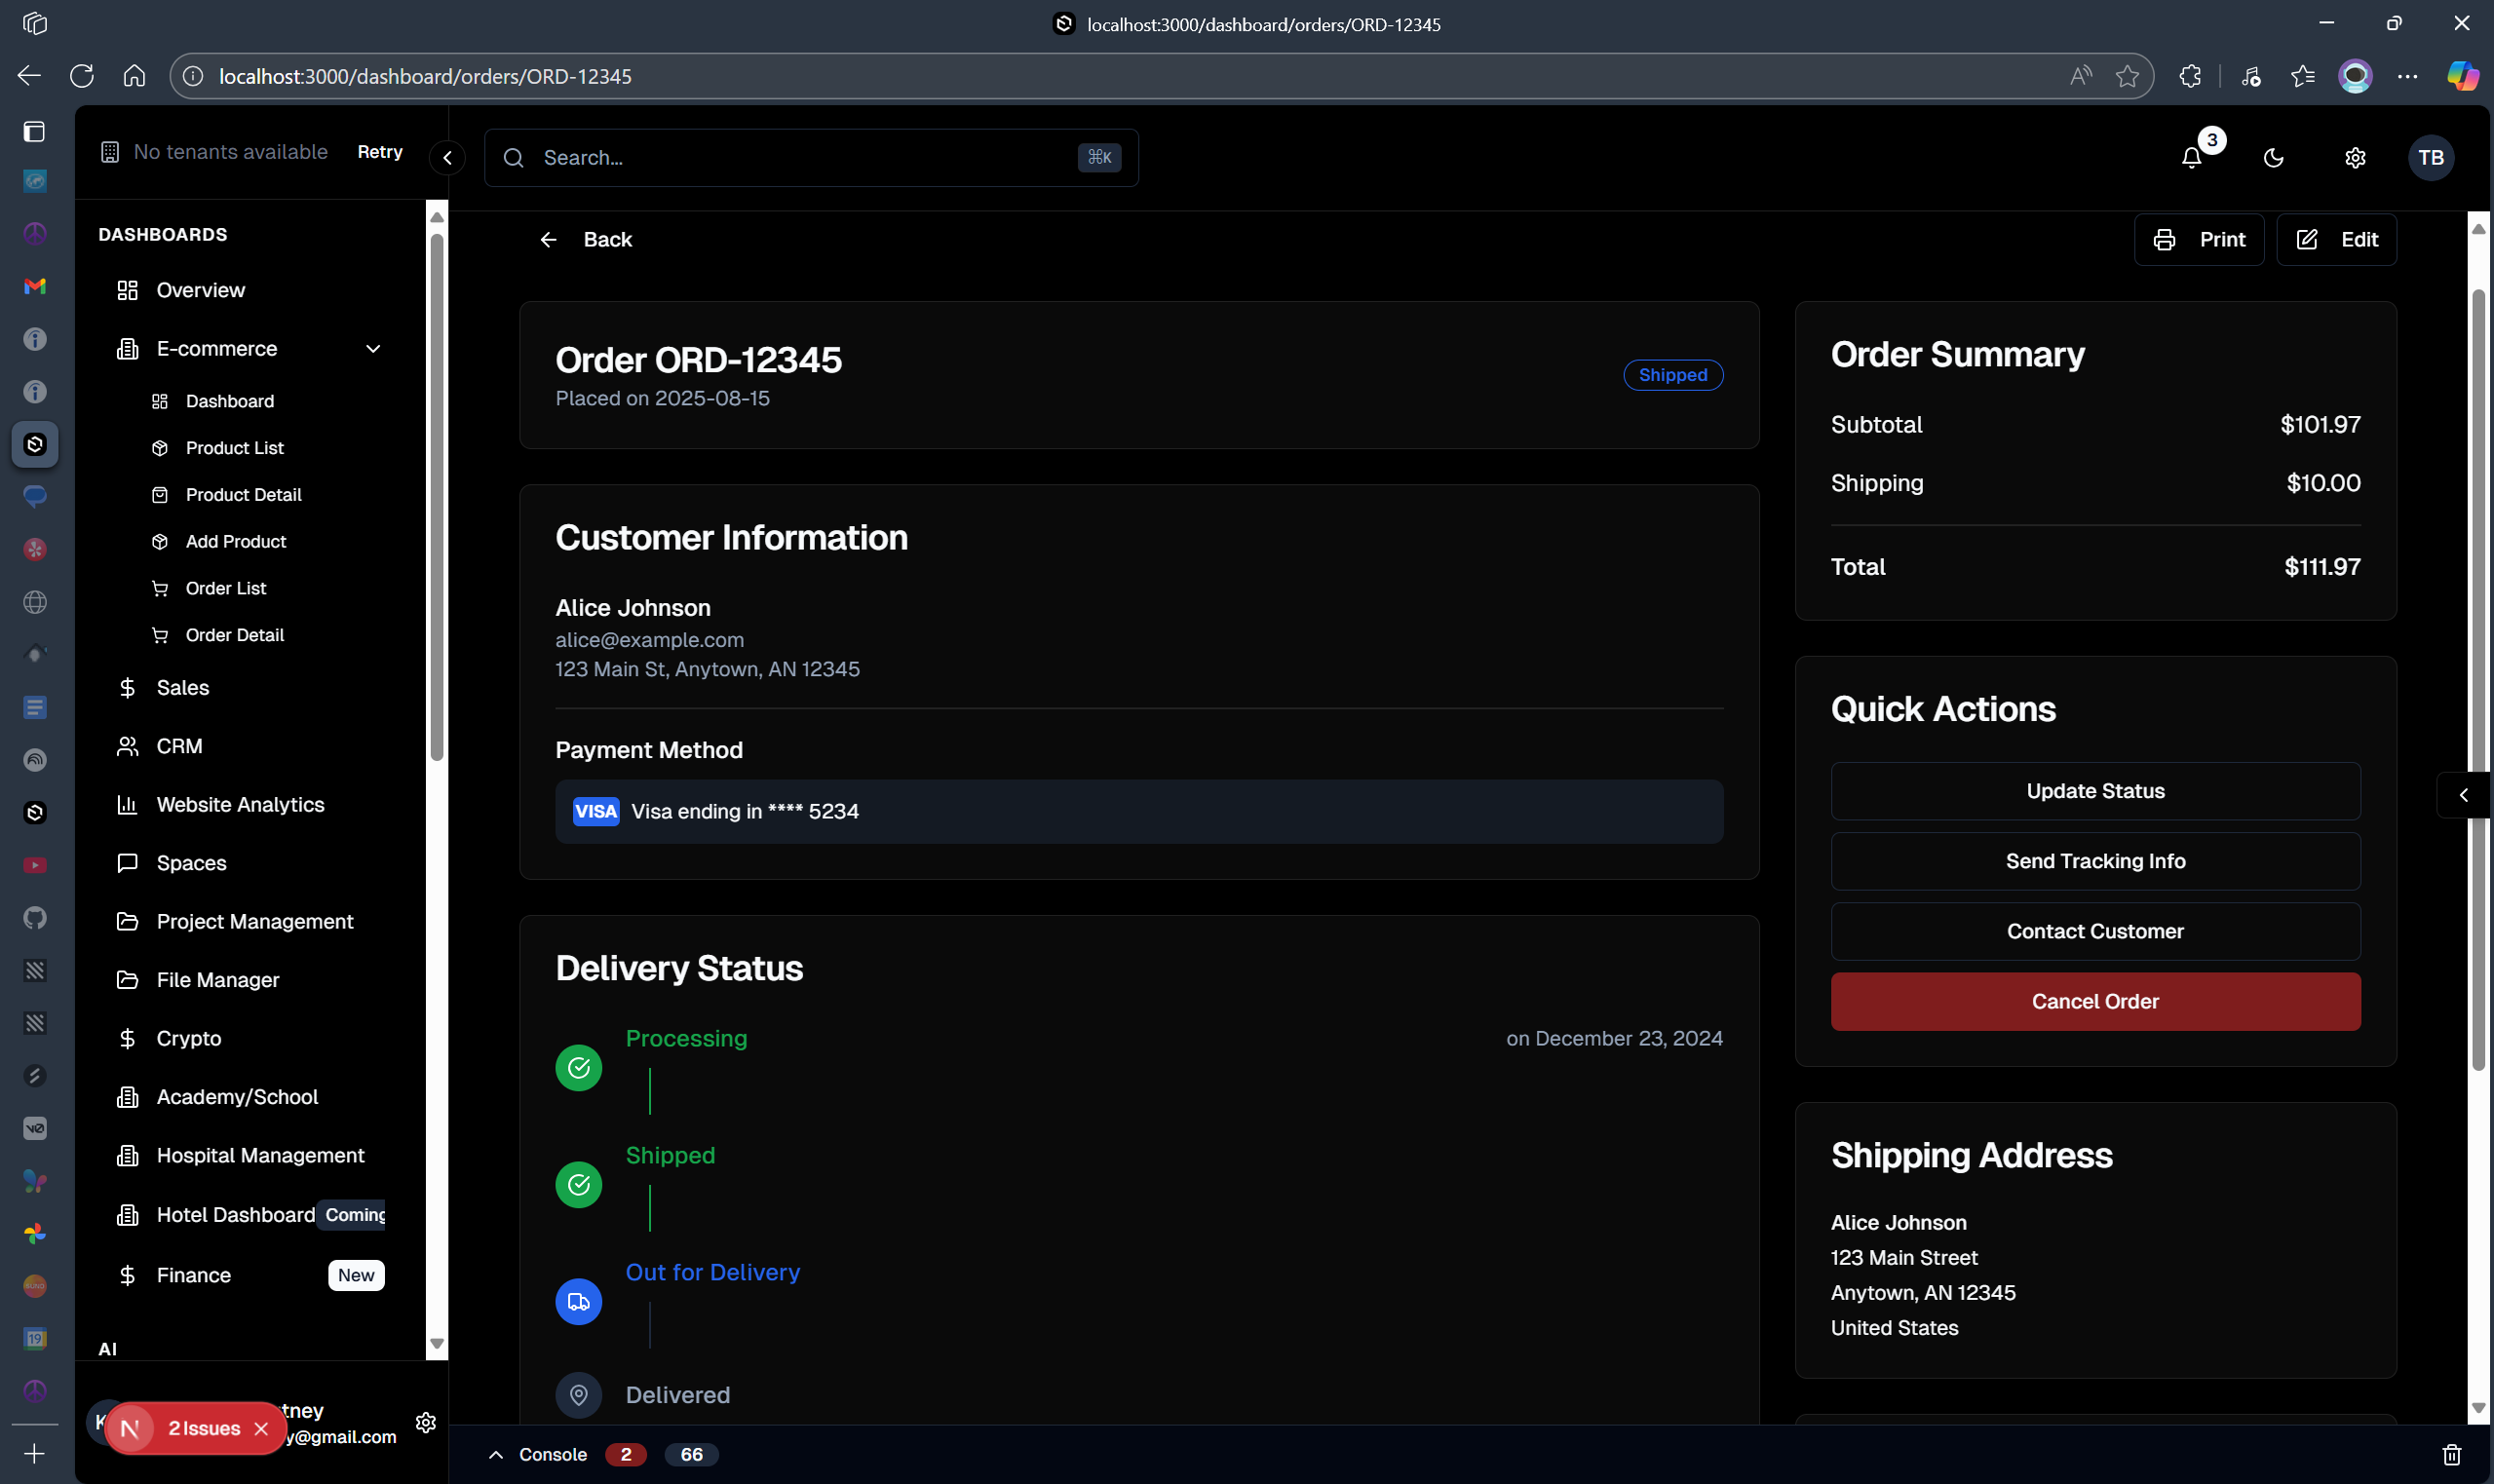 localhost:3000/dashboard/orders/ORD-12345
localhost:3000/dashboard/orders/ORD-12345
No tenants available
Retry
Search...
⌘K
3
TB
DASHBOARDS
Overview
E-commerce
Dashboard
Product List
Product Detail
Add Product
Order List
Order Detail
Sales
CRM
Website Analytics
Spaces
Project Management
File Manager
Crypto
Academy/School
Hospital Management
Hotel Dashboard Coming
Finance New
AI
2 Issues
tney
y@gmail.com
Back
Print
Edit
Order ORD-12345
Placed on 2025-08-15
Shipped
Customer Information
Alice Johnson
alice@example.com
123 Main St, Anytown, AN 12345
Payment Method
VISA Visa ending in **** 5234
Delivery Status
Processing on December 23, 2024
Shipped
Out for Delivery
Delivered
Order Summary
Subtotal $101.97
Shipping $10.00
Total $111.97
Quick Actions
Update Status
Send Tracking Info
Contact Customer
Cancel Order
Shipping Address
Alice Johnson
123 Main Street
Anytown, AN 12345
United States
Console 2 66